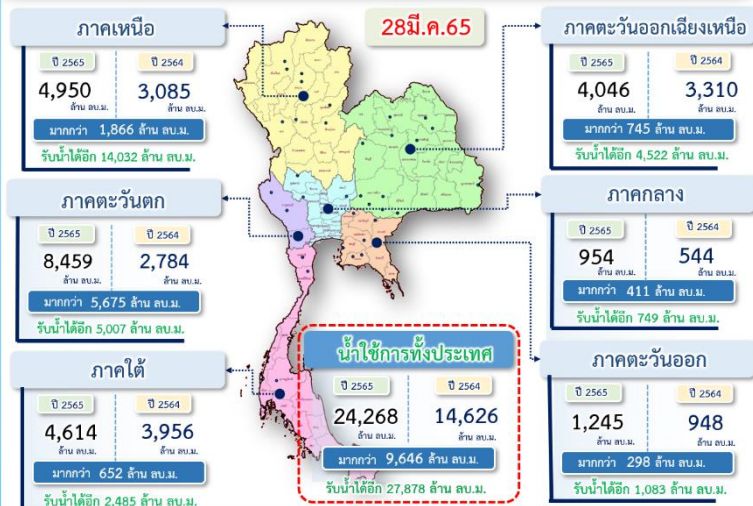 28มี.ค.65
ภาคเหนือ
ปี 2565 ปี 2564
4,950 3,085
ล้าน ลบ.ม. ล้าน ลบ.ม.
มากกว่า 1,866 ล้าน ลบ.ม.
รับน้ำได้อีก 14,032 ล้าน ลบ.ม.
ภาคตะวันออกเฉียงเหนือ
ปี 2565 ปี 2564
4,046 3,310
ล้าน ลบ.ม. ล้าน ลบ.ม.
มากกว่า 745 ล้าน ลบ.ม.
รับน้ำได้อีก 4,522 ล้าน ลบ.ม.
ภาคตะวันตก
ปี 2565 ปี 2564
8,459 2,784
ล้าน ลบ.ม. ล้าน ลบ.ม.
มากกว่า 5,675 ล้าน ลบ.ม.
รับน้ำได้อีก 5,007 ล้าน ลบ.ม.
ภาคกลาง
ปี 2565 ปี 2564
954 544
ล้าน ลบ.ม. ล้าน ลบ.ม.
มากกว่า 411 ล้าน ลบ.ม.
รับน้ำได้อีก 749 ล้าน ลบ.ม.
ภาคใต้
ปี 2565 ปี 2564
4,614 3,956
ล้าน ลบ.ม. ล้าน ลบ.ม.
มากกว่า 652 ล้าน ลบ.ม.
รับน้ำได้อีก 2,485 ล้าน ลบ.ม.
น้ำใช้การทั้งประเทศ
ปี 2565 ปี 2564
24,268 14,626
ล้าน ลบ.ม. ล้าน ลบ.ม.
มากกว่า 9,646 ล้าน ลบ.ม.
รับน้ำได้อีก 27,878 ล้าน ลบ.ม.
ภาคตะวันออก
ปี 2565 ปี 2564
1,245 948
ล้าน ลบ.ม. ล้าน ลบ.ม.
มากกว่า 298 ล้าน ลบ.ม.
รับน้ำได้อีก 1,083 ล้าน ลบ.ม.